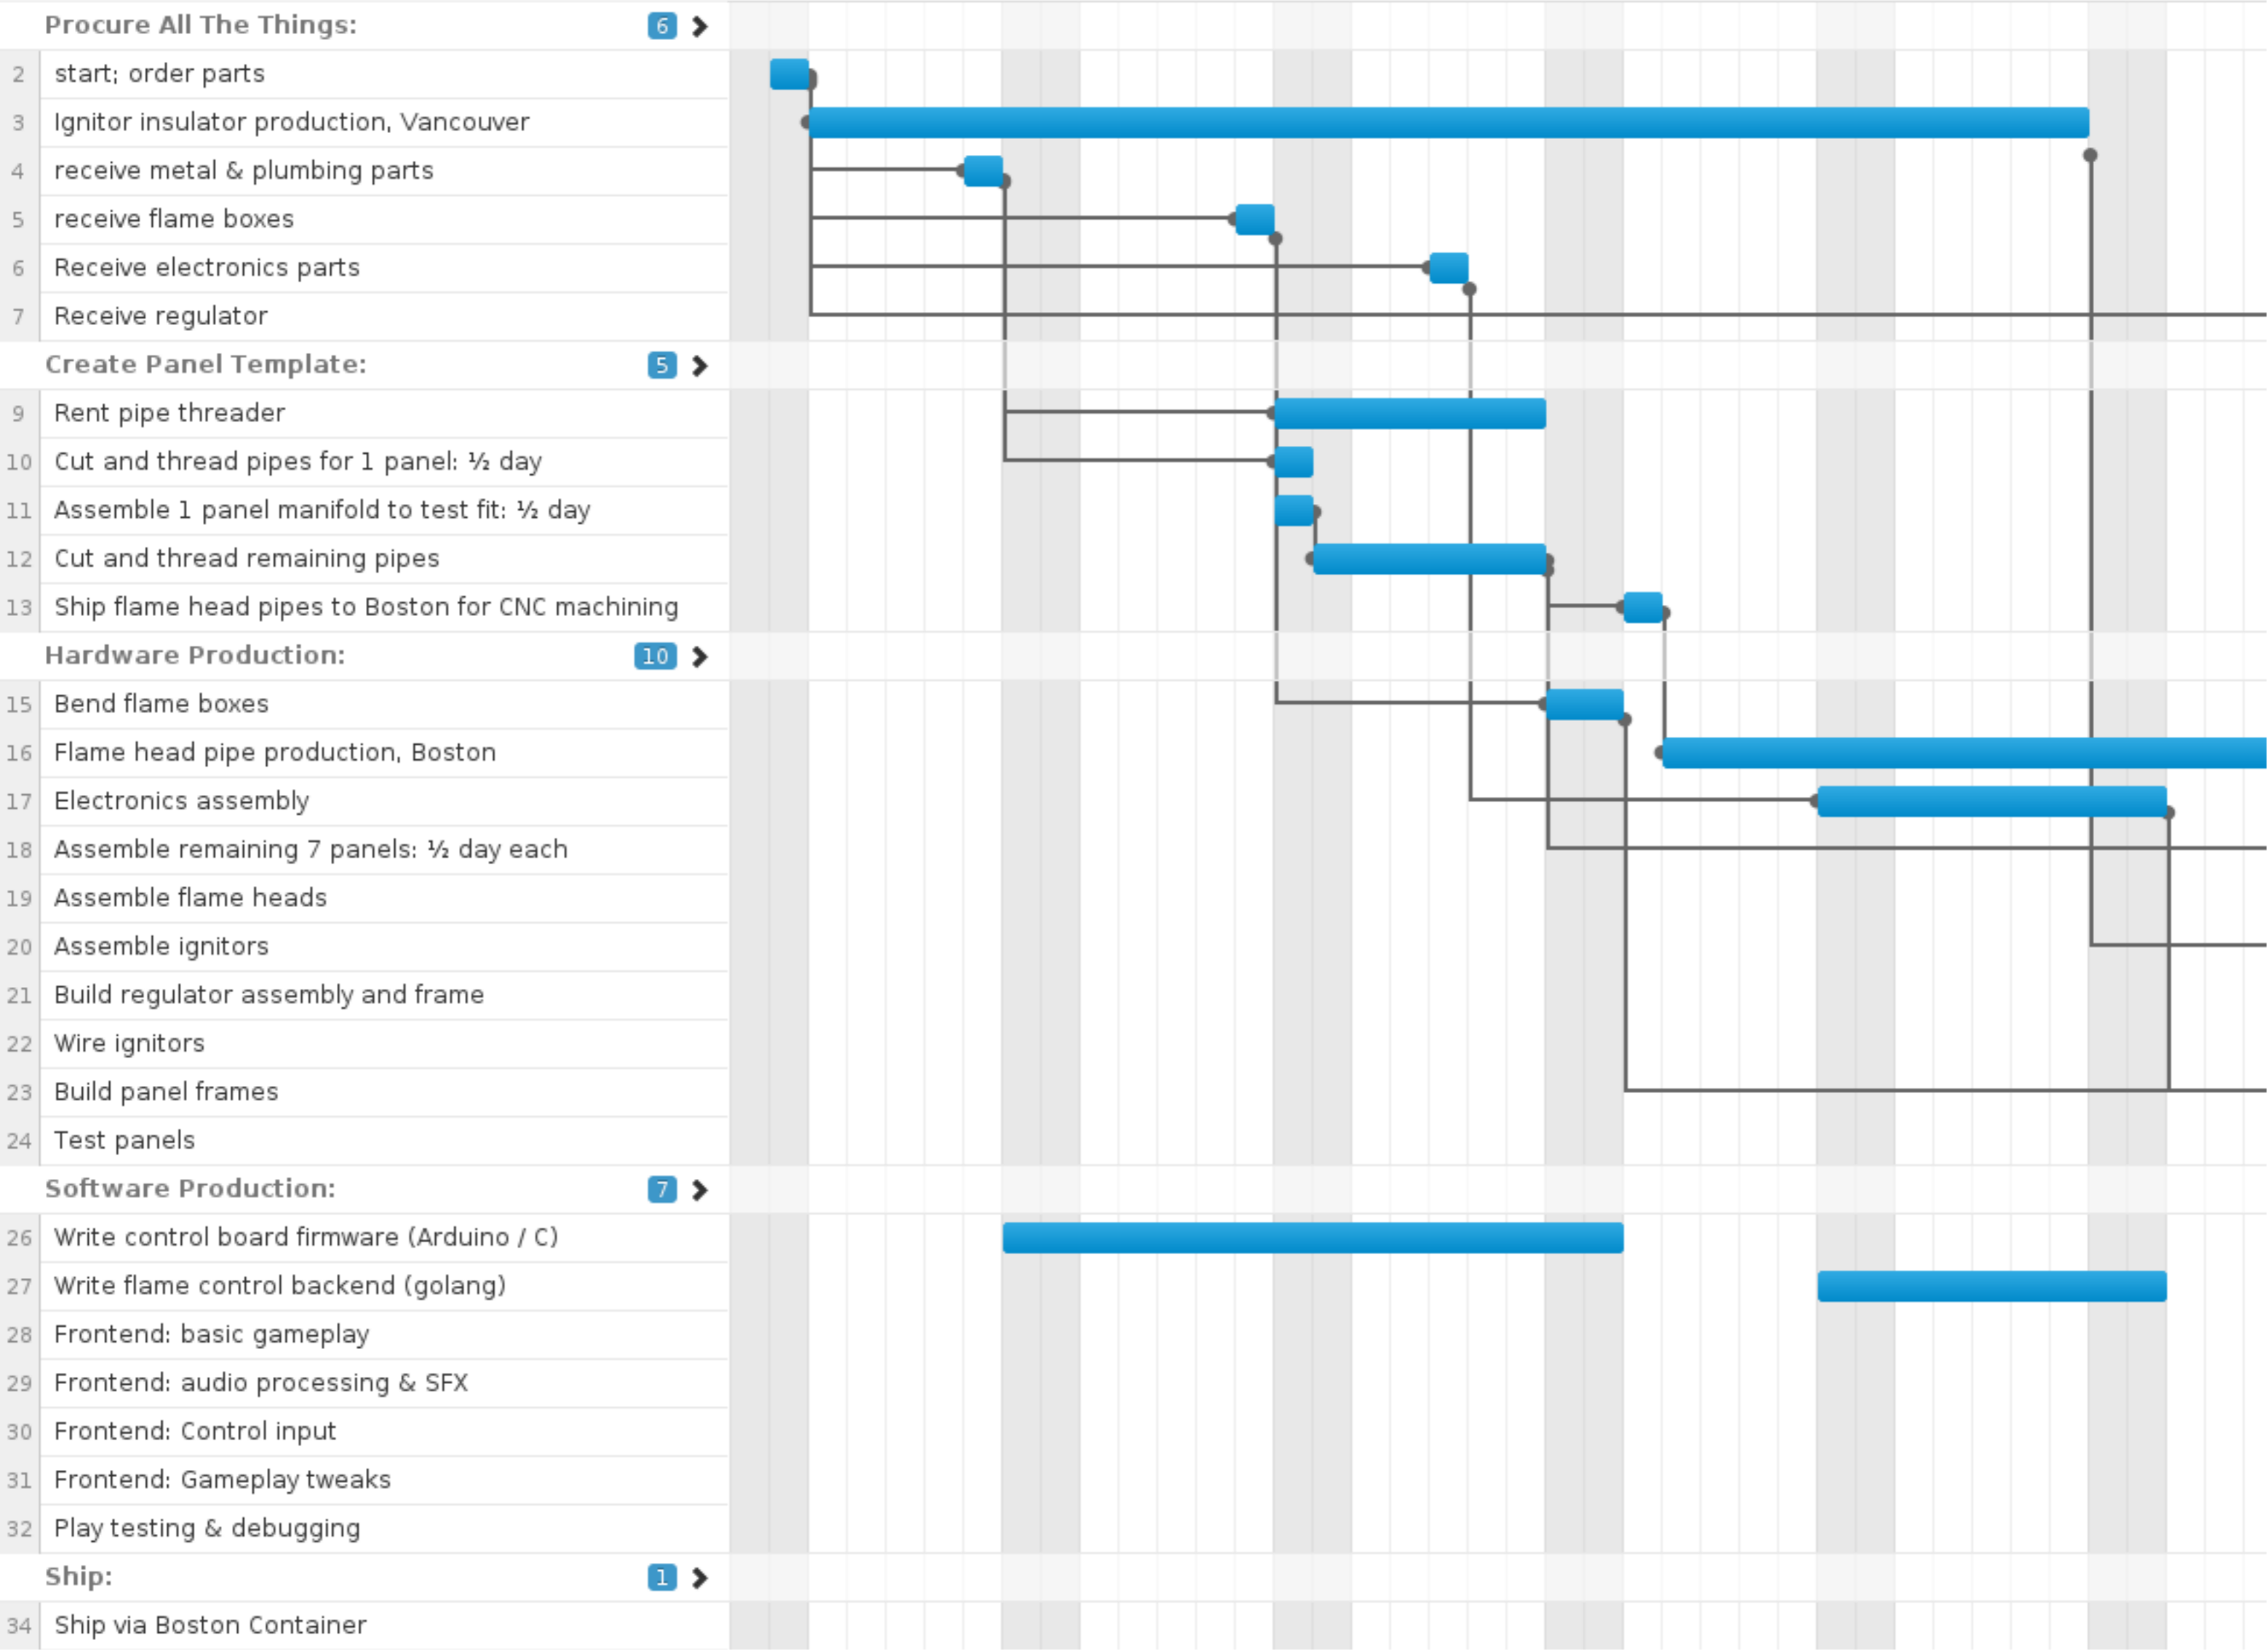 Procure All The Things: 6
2 start; order parts
3 Ignitor insulator production, Vancouver
4 receive metal & plumbing parts
5 receive flame boxes
6 Receive electronics parts
7 Receive regulator
Create Panel Template: 5
9 Rent pipe threader
10 Cut and thread pipes for 1 panel: ½ day
11 Assemble 1 panel manifold to test fit: ½ day
12 Cut and thread remaining pipes
13 Ship flame head pipes to Boston for CNC machining
Hardware Production: 10
15 Bend flame boxes
16 Flame head pipe production, Boston
17 Electronics assembly
18 Assemble remaining 7 panels: ½ day each
19 Assemble flame heads
20 Assemble ignitors
21 Build regulator assembly and frame
22 Wire ignitors
23 Build panel frames
24 Test panels
Software Production: 7
26 Write control board firmware (Arduino / C)
27 Write flame control backend (golang)
28 Frontend: basic gameplay
29 Frontend: audio processing & SFX
30 Frontend: Control input
31 Frontend: Gameplay tweaks
32 Play testing & debugging
Ship: 1
34 Ship via Boston Container